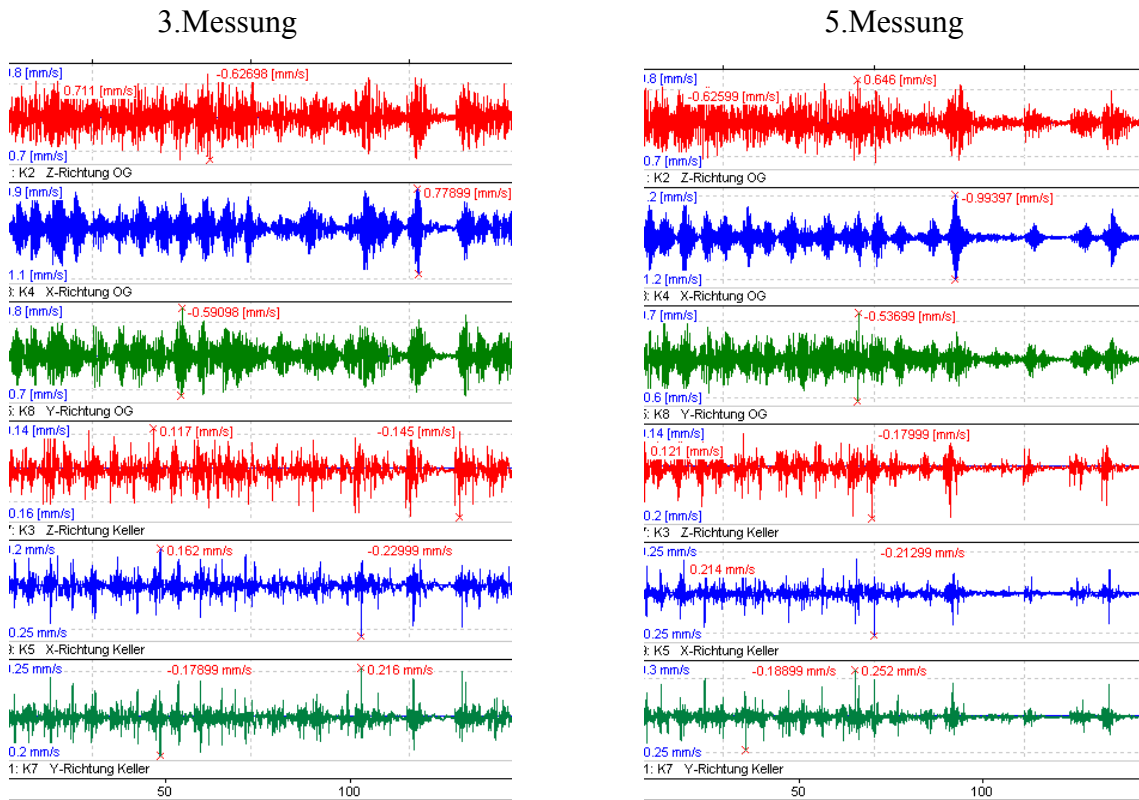 3.Messung
0.8 [mm/s]
-0.62698 [mm/s]
0.711 [mm/s]
0.7 [mm/s]
: K2 Z-Richtung OG
0.9 [mm/s]
0.77899 [mm/s]
1.1 [mm/s]
3: K4 X-Richtung OG
0.8 [mm/s]
-0.59098 [mm/s]
0.7 [mm/s]
5: K8 Y-Richtung OG
0.14 [mm/s]
0.117 [mm/s]
-0.145 [mm/s]
0.16 [mm/s]
7: K3 Z-Richtung Keller
0.2 mm/s
0.162 mm/s
-0.22999 mm/s
0.25 mm/s
9: K5 X-Richtung Keller
0.25 mm/s
-0.17899 mm/s
0.216 mm/s
0.2 mm/s
1: K7 Y-Richtung Keller
50
100
5.Messung
0.8 [mm/s]
0.646 [mm/s]
-0.62599 [mm/s]
0.7 [mm/s]
: K2 Z-Richtung OG
.2 [mm/s]
-0.99397 [mm/s]
1.2 [mm/s]
3: K4 X-Richtung OG
0.7 [mm/s]
-0.53699 [mm/s]
0.6 [mm/s]
5: K8 Y-Richtung OG
0.14 [mm/s]
-0.17999 [mm/s]
0.121 [mm/s]
0.2 [mm/s]
7: K3 Z-Richtung Keller
0.25 mm/s
-0.21299 mm/s
0.214 mm/s
0.25 mm/s
9: K5 X-Richtung Keller
0.3 mm/s
-0.18899 mm/s
0.252 mm/s
0.25 mm/s
1: K7 Y-Richtung Keller
50
100